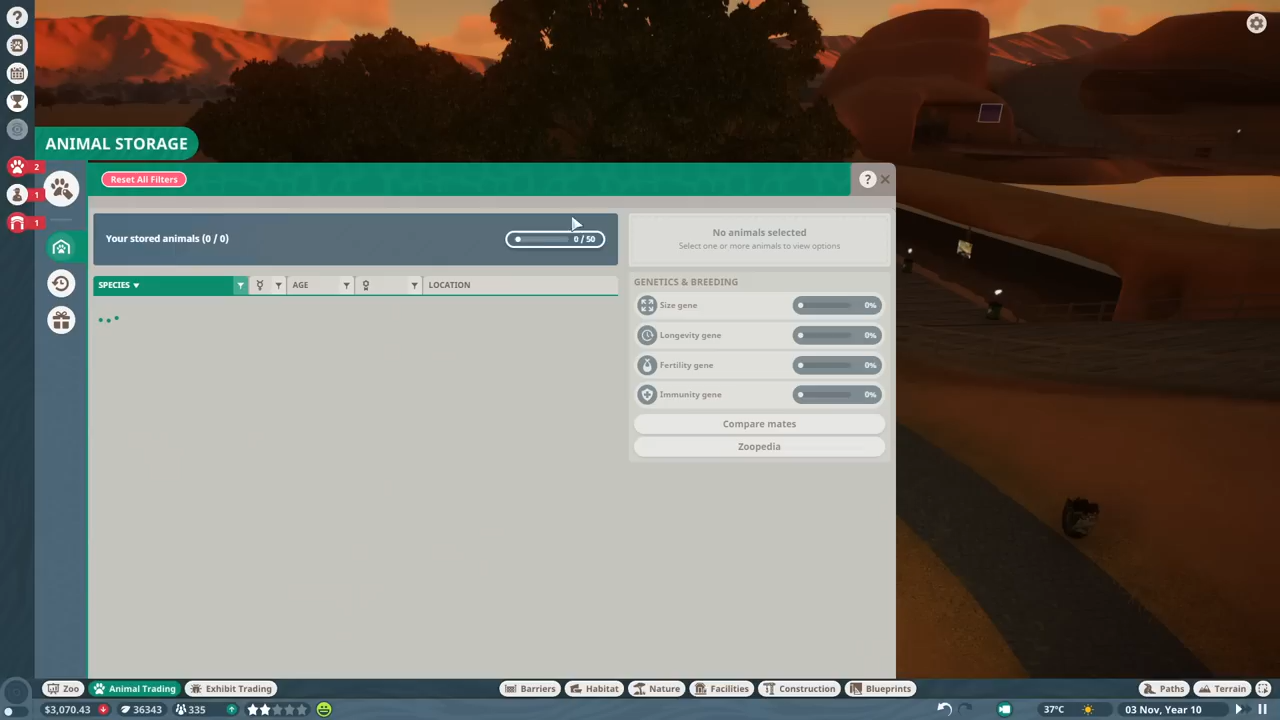 ANIMAL STORAGE
2
1
1
Reset All Filters
?
Your stored animals (0 / 0)
0 / 50
SPECIES
AGE
LOCATION
No animals selected
Select one or more animals to view options
GENETICS & BREEDING
Size gene 0%
Longevity gene 0%
Fertility gene 0%
Immunity gene 0%
Compare mates
Zoopedia
Zoo
Animal Trading
Exhibit Trading
Barriers
Habitat
Nature
Facilities
Construction
Blueprints
Paths
Terrain
$3,070.43
36343
335
37°C
03 Nov, Year 10